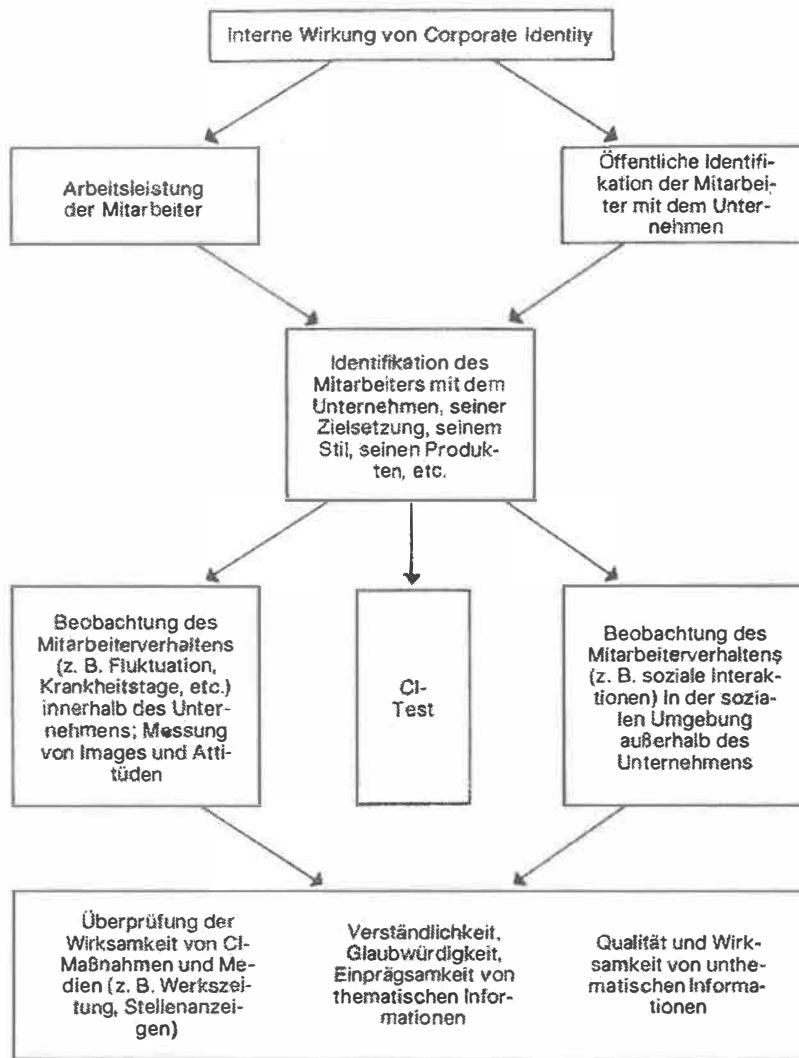 Interne Wirkung von Corporate Identity
Arbeitsleistung
der Mitarbeiter
Öffentliche Identifi-
kation der Mitarbei-
ter mit dem Unter-
nehmen
Identifikation des
Mitarbeiters mit dem
Unternehmen, seiner
Zielsetzung, seinem
Stil, seinen Produk-
ten, etc.
Beobachtung des
Mitarbeiterverhaltens
(z. B. Fluktuation,
Krankheitstage, etc.)
innerhalb des Unter-
nehmens; Messung
von Images und Atti-
tüden
CI-
Test
Beobachtung des
Mitarbeiterverhaltens
(z. B. soziale Interak-
tionen) in der sozia-
len Umgebung
außerhalb des
Unternehmens
Überprüfung der
Wirksamkeit von CI-
Maßnahmen und Me-
dien (z. B. Werkszei-
tung, Stellenanzei-
gen)
Verständlichkeit,
Glaubwürdigkeit,
Einprägsamkeit von
thematischen Infor-
mationen
Qualität und Wirk-
samkeit von unthe-
matischen Informa-
tionen